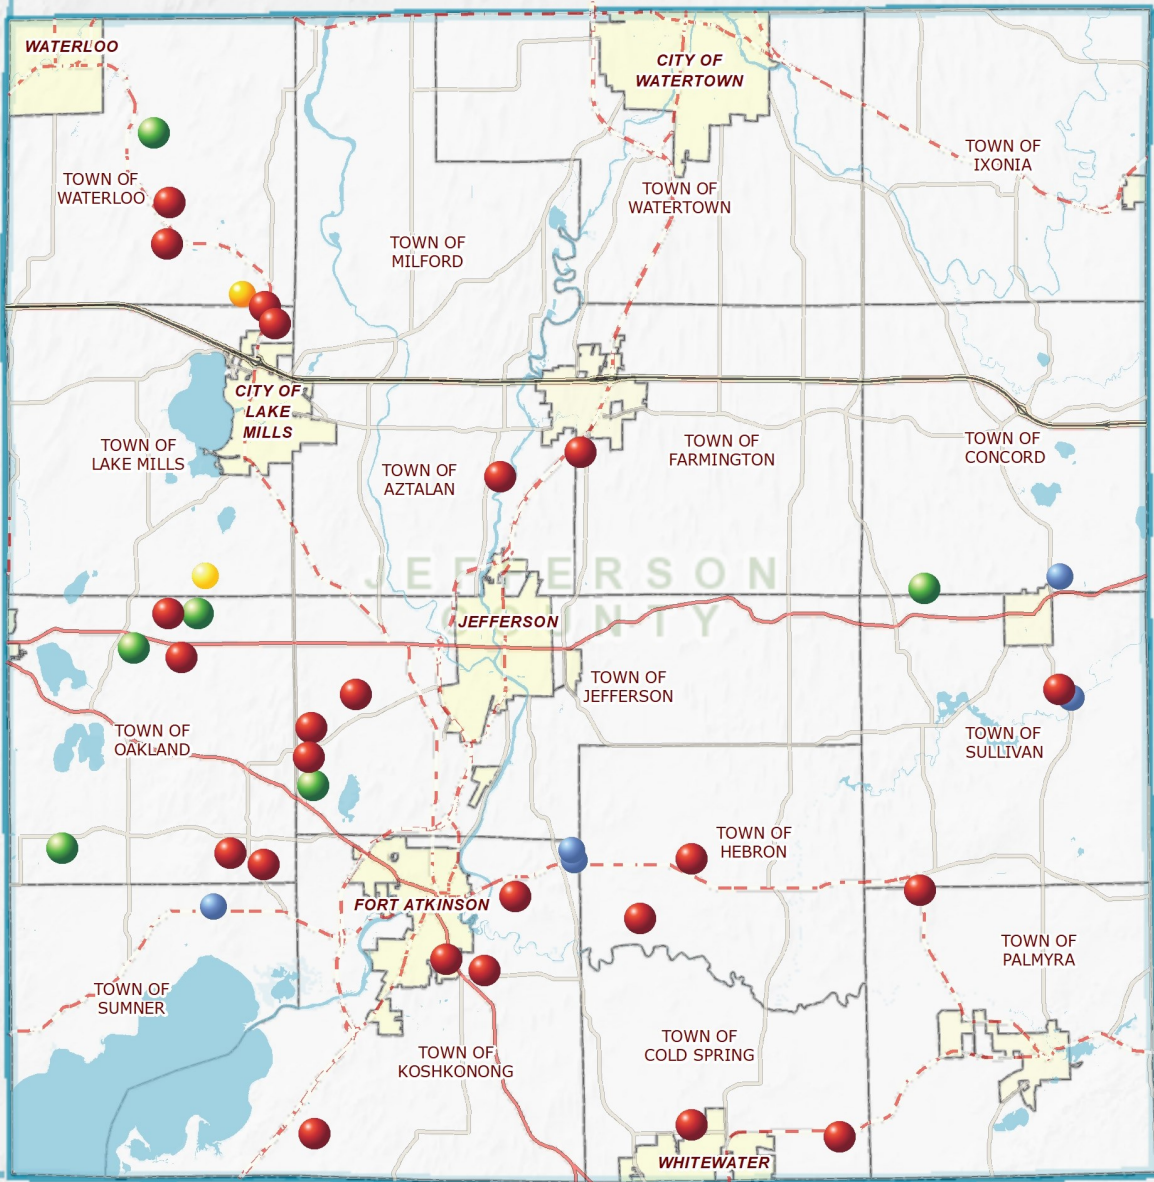 WATERLOO
CITY OF
WATERTOWN
TOWN OF
IXONIA
TOWN OF
WATERLOO
TOWN OF
WATERTOWN
TOWN OF
MILFORD
CITY OF
LAKE
MILLS
TOWN OF
LAKE MILLS
TOWN OF
AZTALAN
TOWN OF
FARMINGTON
TOWN OF
CONCORD
JEFFERSON
COUNTY
JEFFERSON
TOWN OF
JEFFERSON
TOWN OF
OAKLAND
TOWN OF
SULLIVAN
TOWN OF
HEBRON
FORT ATKINSON
TOWN OF
PALMYRA
TOWN OF
SUMNER
TOWN OF
COLD SPRING
TOWN OF
KOSHKONONG
WHITEWATER